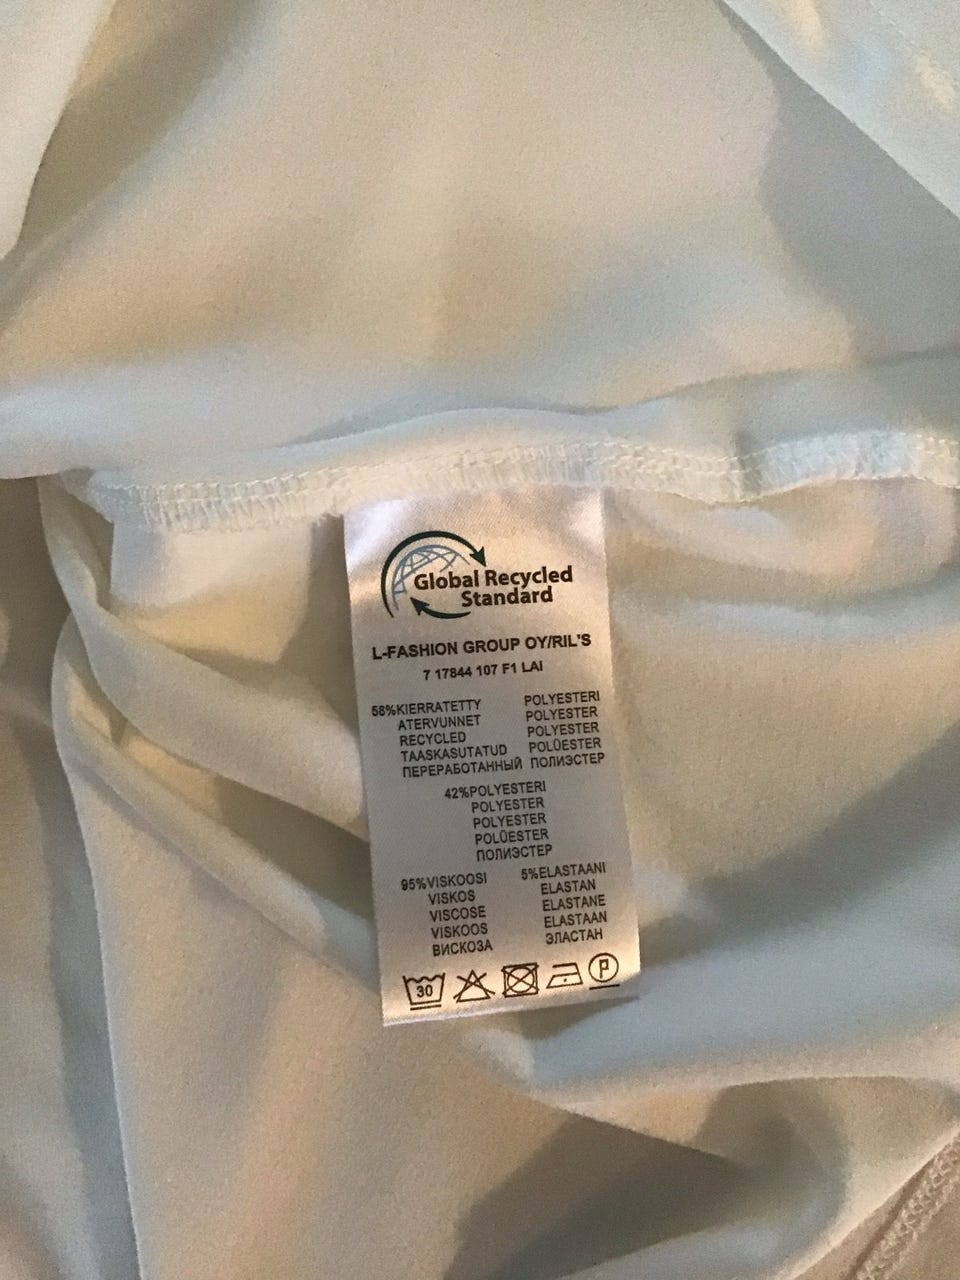 Global Recycled
Standard
L-FASHION GROUP OY/RIL'S
7 17844 107 F1 LAI
58%KIERRATETTY POLYESTERI
ATERVUNNET POLYESTER
RECYCLED POLYESTER
TAASKASUTATUD POLÜESTER
ПЕРЕРАБОТАННЫЙ ПОЛИЭСТЕР
42%POLYESTERI
POLYESTER
POLYESTER
POLÜESTER
ПОЛИЭСТЕР
95%VISKOOSI 5%ELASTAANI
VISKOS ELASTAN
VISCOSE ELASTANE
VISKOOS ELASTAAN
ВИСКОЗА ЭЛАСТАН
30 P